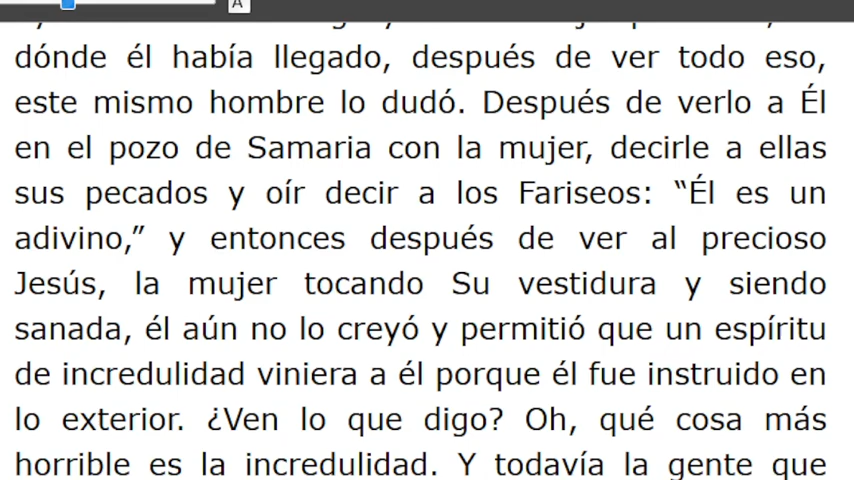 A
dónde él había llegado, después de ver todo eso,
este mismo hombre lo dudó. Después de verlo a Él
en el pozo de Samaria con la mujer, decirle a ellas
sus pecados y oír decir a los Fariseos: “Él es un
adivino,” y entonces después de ver al precioso
Jesús, la mujer tocando Su vestidura y siendo
sanada, él aún no lo creyó y permitió que un espíritu
de incredulidad viniera a él porque él fue instruido en
lo exterior. ¿Ven lo que digo? Oh, qué cosa más
horrible es la incredulidad. Y todavía la gente que